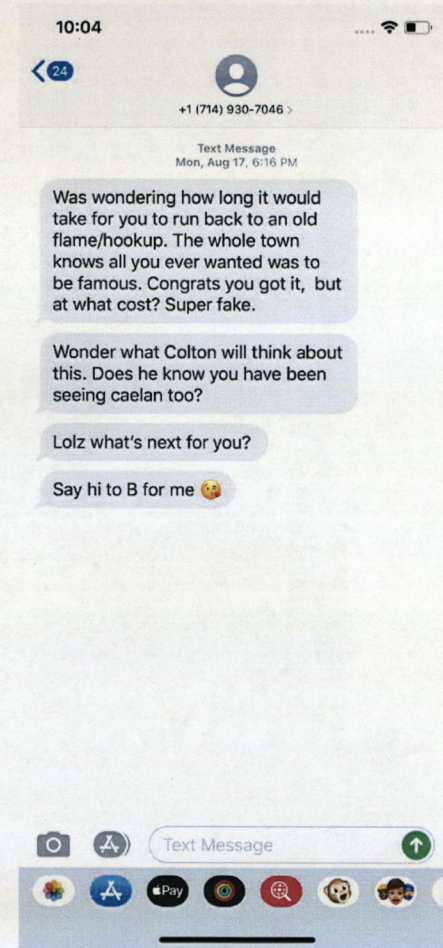 10:04
24
+1 (714) 930-7046 >
Text Message
Mon, Aug 17, 6:16 PM
Was wondering how long it would
take for you to run back to an old
flame/hookup. The whole town
knows all you ever wanted was to
be famous. Congrats you got it,  but
at what cost? Super fake.
Wonder what Colton will think about
this. Does he know you have been
seeing caelan too?
Lolz what's next for you?
Say hi to B for me 😘
Text Message
Pay